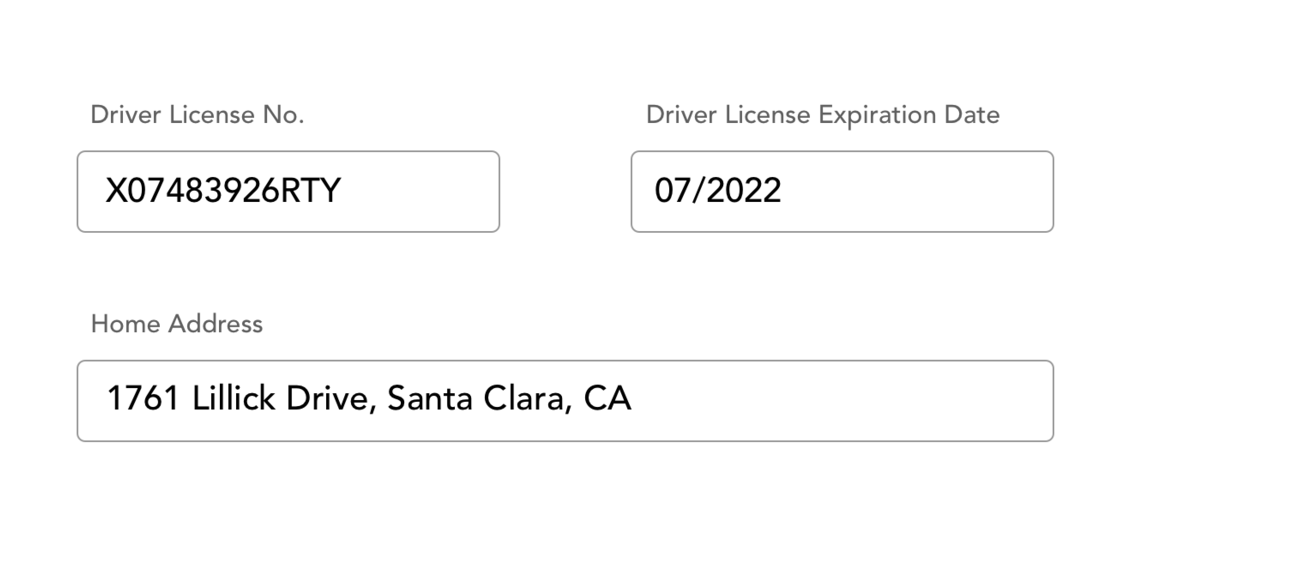 Driver License No.
Driver License Expiration Date
X07483926RTY
07/2022
Home Address
1761 Lillick Drive, Santa Clara, CA